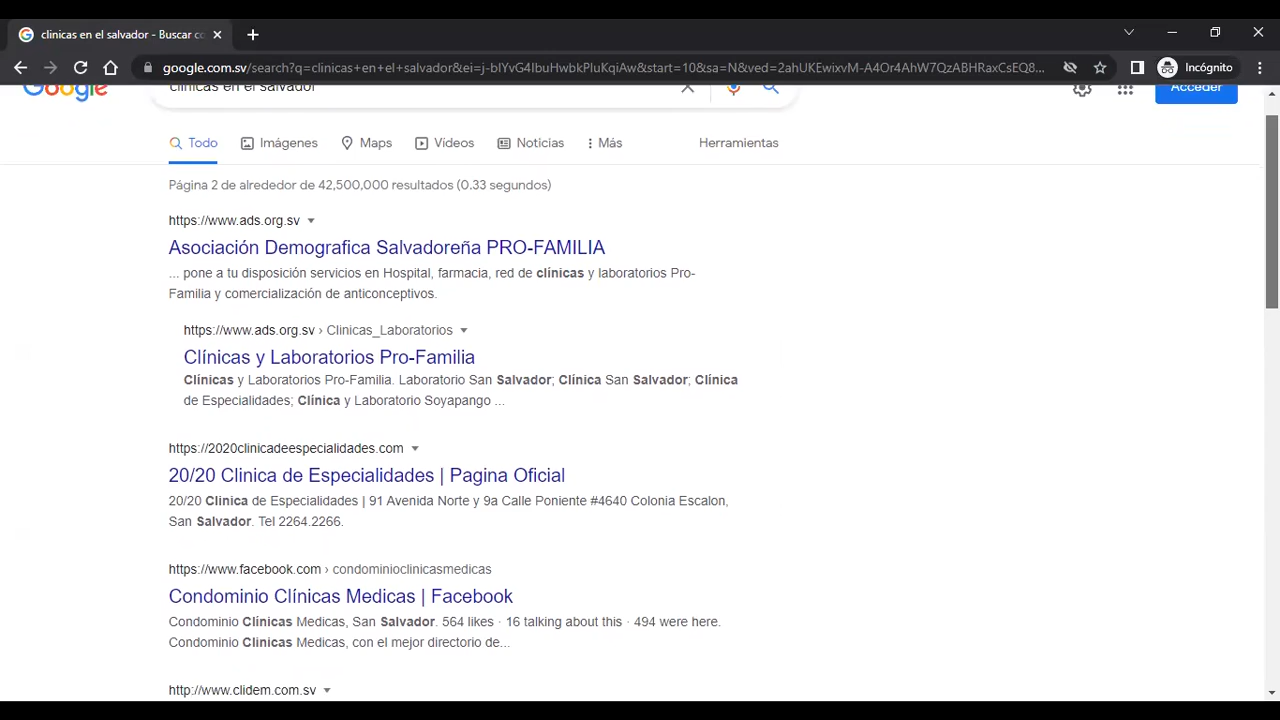 clinicas en el salvador - Buscar co
google.com.sv/search?q=clinicas+en+el+salvador&ei=j-bIYvG4IbuHwbkPluKqiAw&start=10&sa=N&ved=2ahUKEwixvM-A4Or4AhW7QzABHRaxCsEQ8... Incógnito
Google clinicas en el salvador Acceder
Todo Imágenes Maps Vídeos Noticias Más Herramientas
Página 2 de alrededor de 42,500,000 resultados (0.33 segundos)
https://www.ads.org.sv
Asociación Demografica Salvadoreña PRO-FAMILIA
... pone a tu disposición servicios en Hospital, farmacia, red de clínicas y laboratorios Pro-
Familia y comercialización de anticonceptivos.
https://www.ads.org.sv › Clinicas_Laboratorios
Clínicas y Laboratorios Pro-Familia
Clínicas y Laboratorios Pro-Familia. Laboratorio San Salvador; Clínica San Salvador; Clínica
de Especialidades; Clínica y Laboratorio Soyapango ...
https://2020clinicadeespecialidades.com
20/20 Clinica de Especialidades | Pagina Oficial
20/20 Clinica de Especialidades | 91 Avenida Norte y 9a Calle Poniente #4640 Colonia Escalon,
San Salvador. Tel 2264.2266.
https://www.facebook.com › condominioclinicasmedicas
Condominio Clínicas Medicas | Facebook
Condominio Clínicas Medicas, San Salvador. 564 likes · 16 talking about this · 494 were here.
Condominio Clínicas Medicas, con el mejor directorio de...
http://www.clidem.com.sv